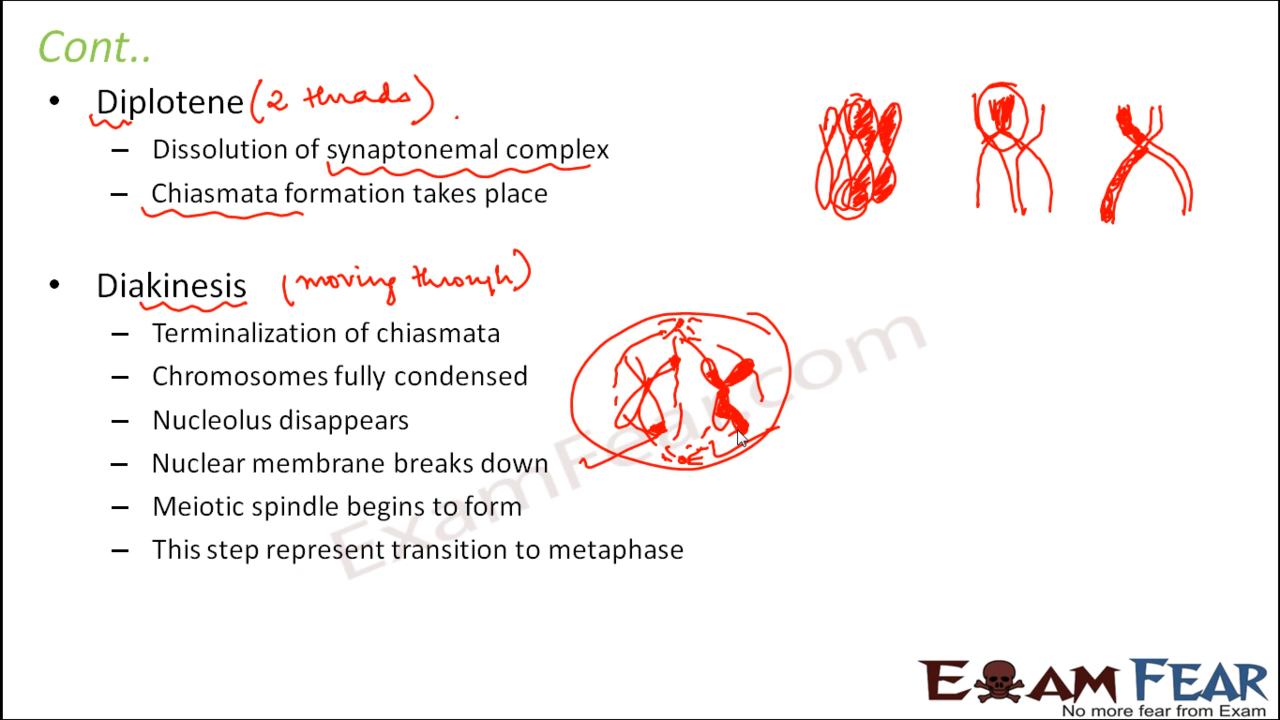 Cont..
• Diplotene (2 threads).
– Dissolution of synaptonemal complex
– Chiasmata formation takes place
• Diakinesis (moving through)
– Terminalization of chiasmata
– Chromosomes fully condensed
– Nucleolus disappears
– Nuclear membrane breaks down
– Meiotic spindle begins to form
– This step represent transition to metaphase
ExamFear.com
EXAM FEAR
No more fear from Exam